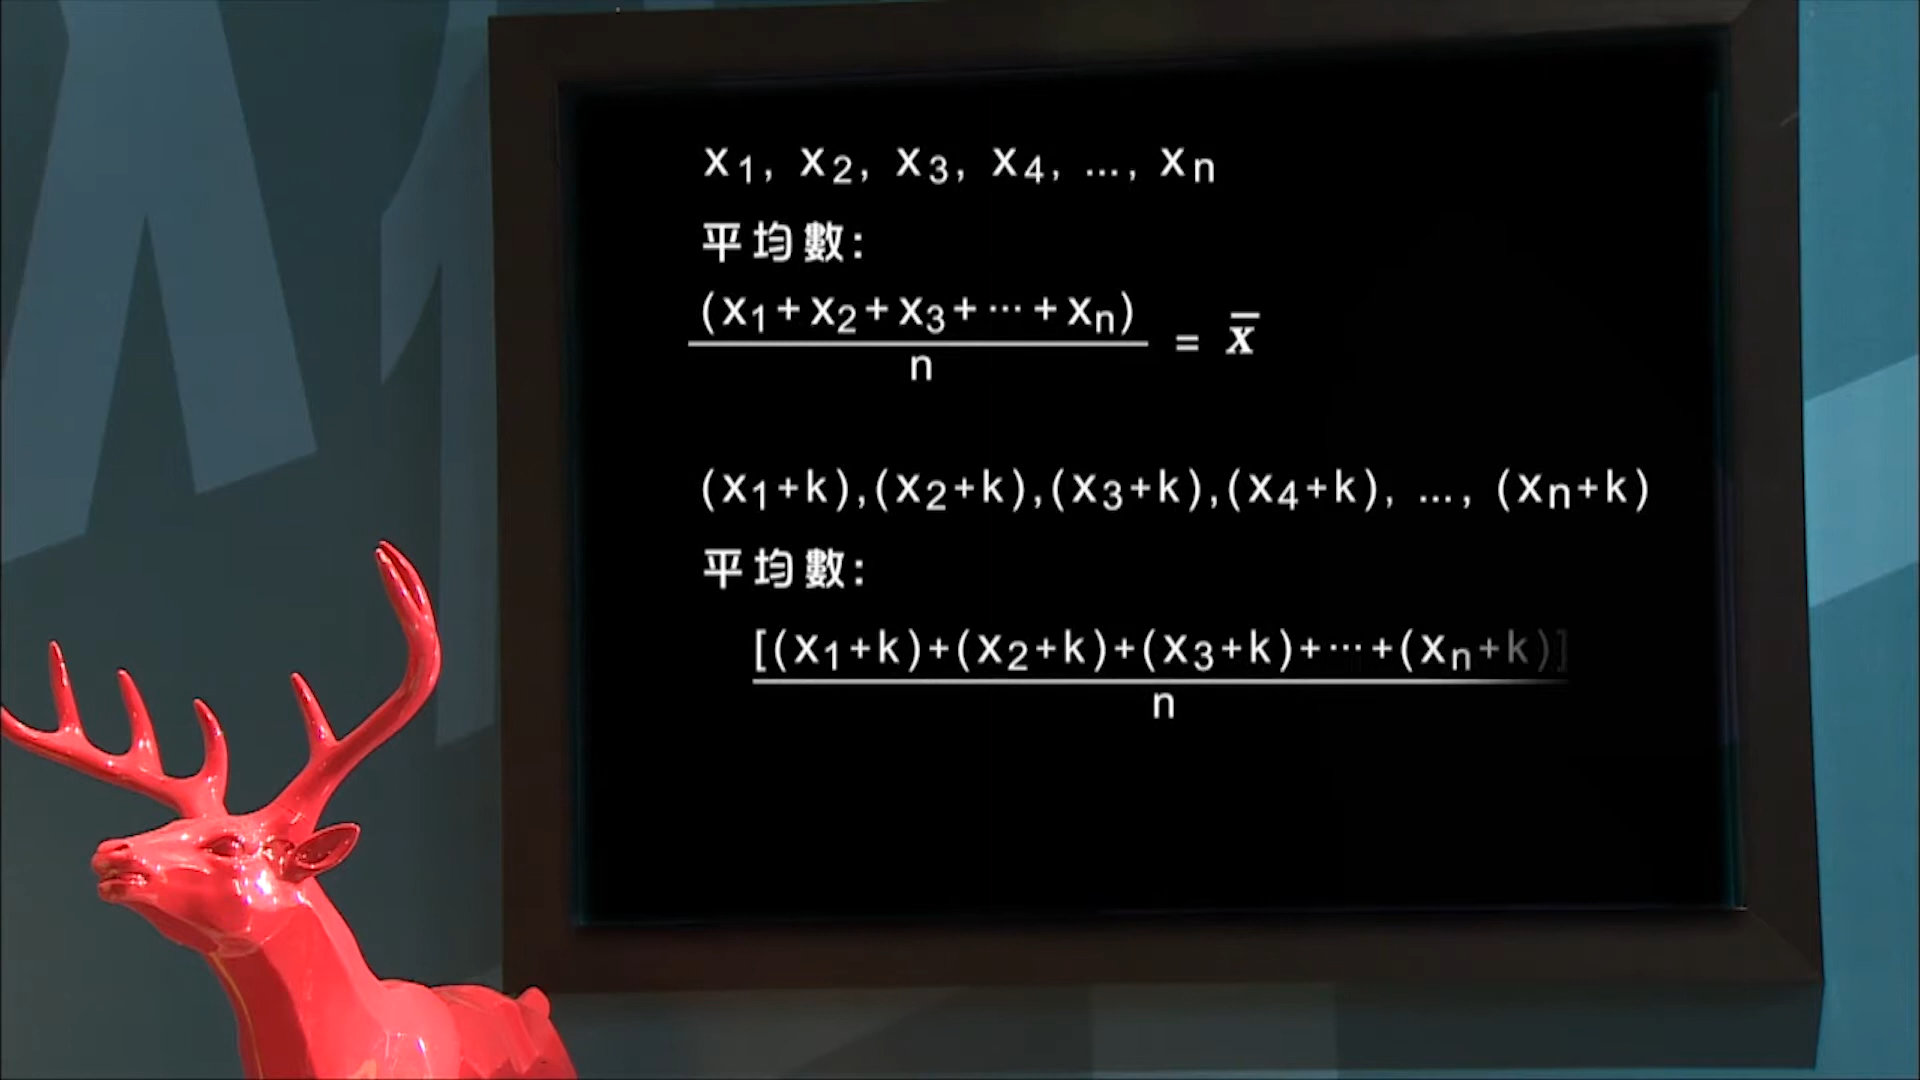 x₁, x₂, x₃, x₄, ..., xₙ
平均數:
(x₁+x₂+x₃+⋯+xₙ)
n
= x̄
(x₁+k),(x₂+k),(x₃+k),(x₄+k), ..., (xₙ+k)
平均數:
[(x₁+k)+(x₂+k)+(x₃+k)+⋯+(xₙ+k)]
n